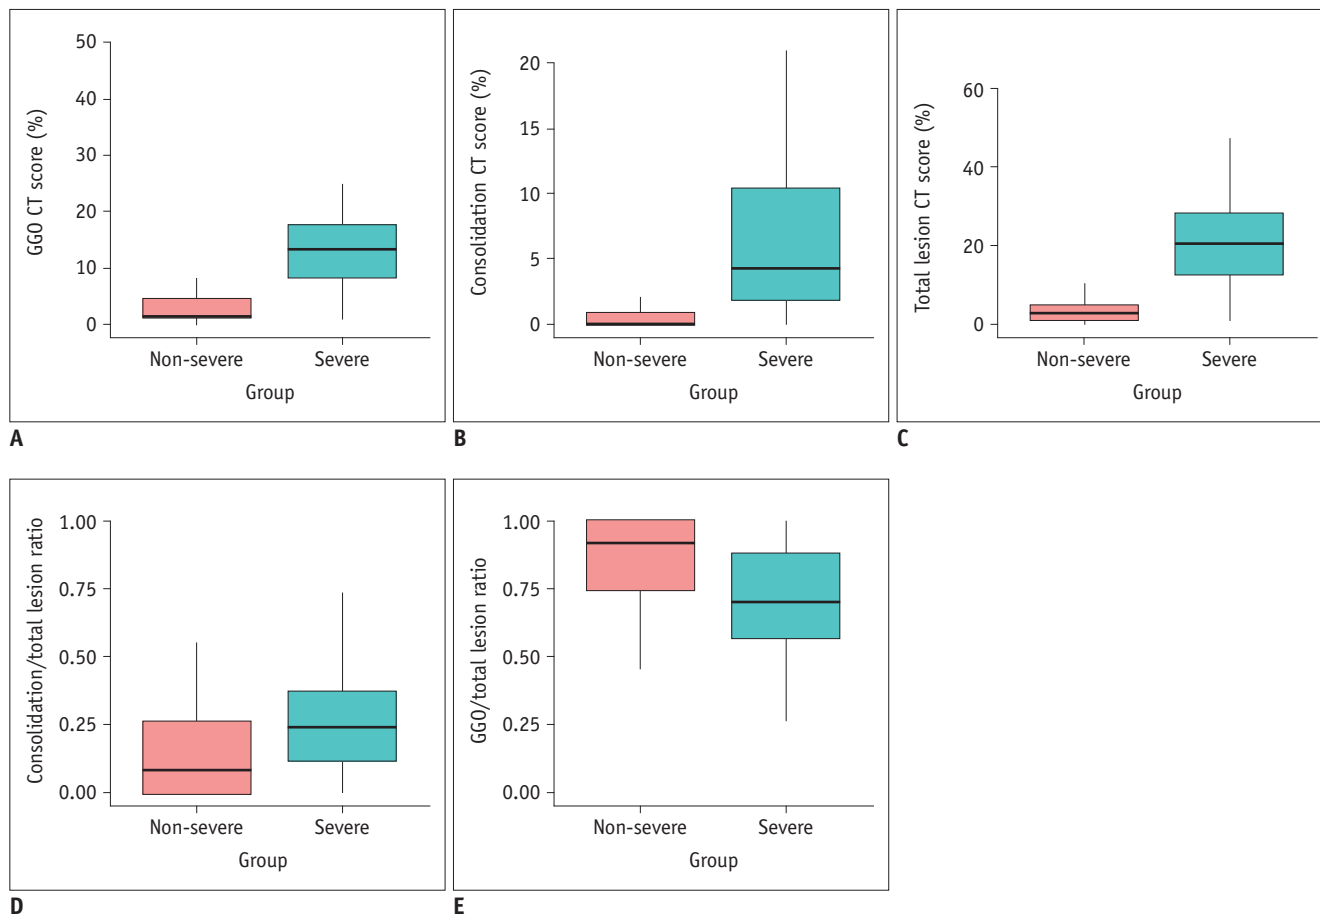 GGO CT score (%)
50
40
30
20
10
0
Non-severe Severe
Group
A
Consolidation CT score (%)
20
15
10
5
0
Non-severe Severe
Group
B
Total lesion CT score (%)
60
40
20
0
Non-severe Severe
Group
C
Consolidation/total lesion ratio
1.00
0.75
0.50
0.25
0.00
Non-severe Severe
Group
D
GGO/total lesion ratio
1.00
0.75
0.50
0.25
0.00
Non-severe Severe
Group
E